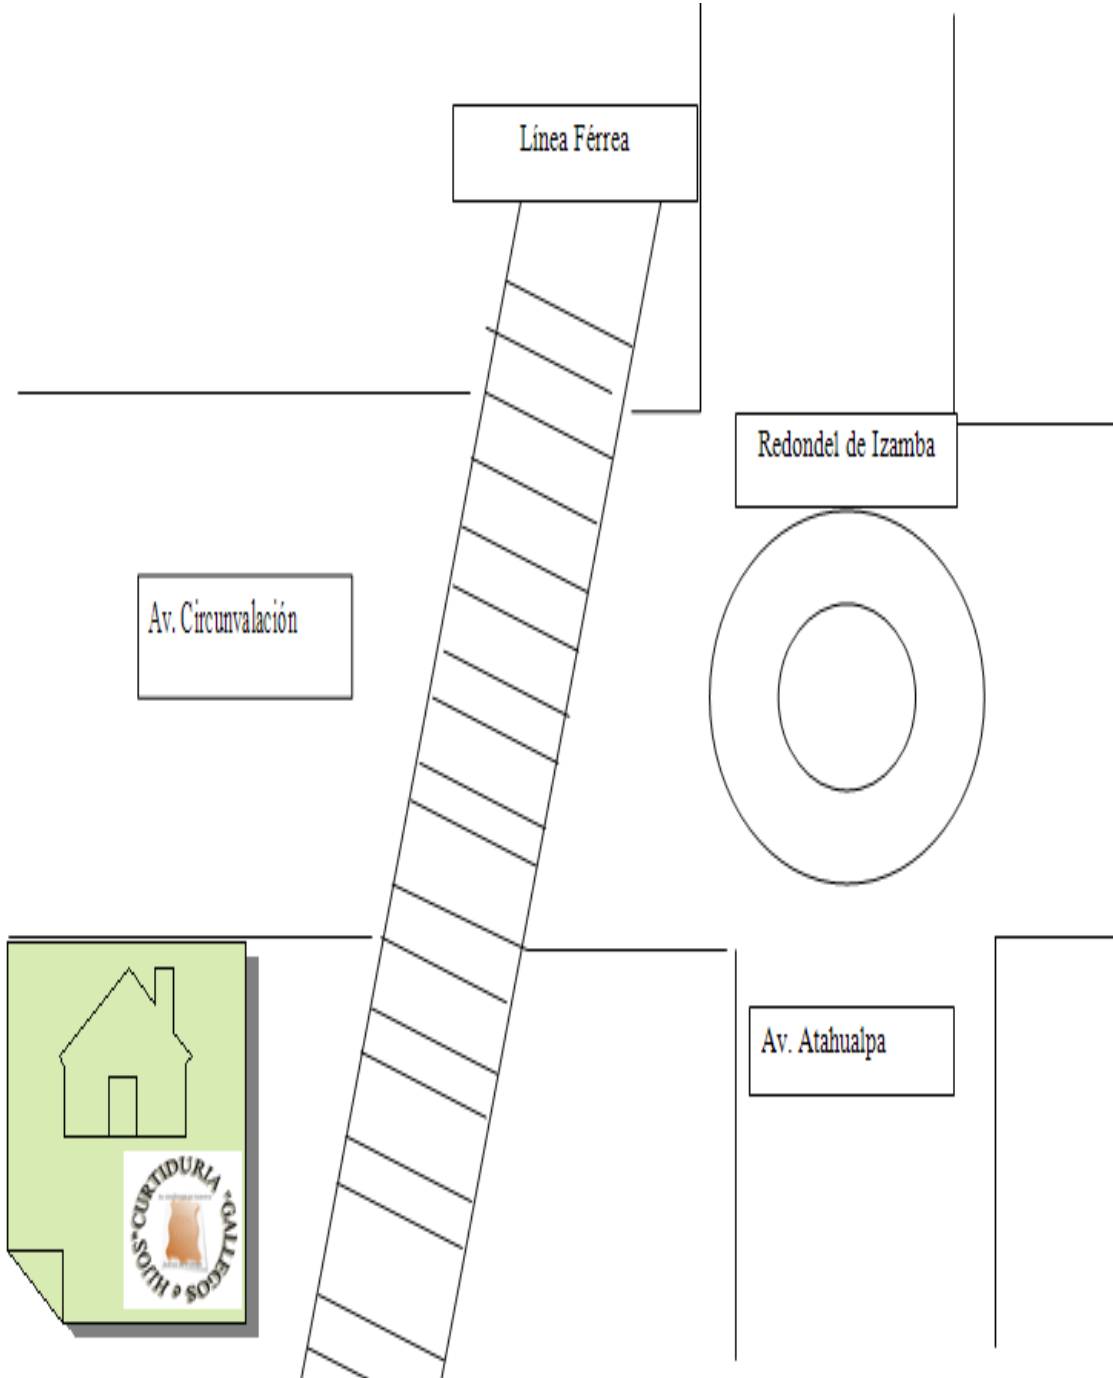 Línea Férrea
Redondel de Izamba
Av. Circunvalación
Av. Atahualpa
CURTIDURIA "GALLEGOS e HIJOS"